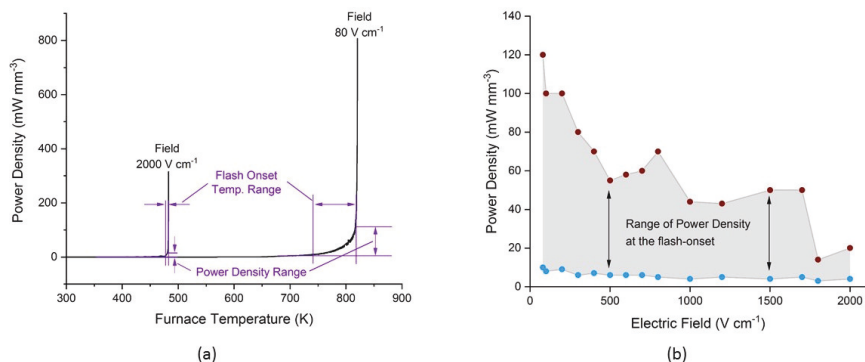 Field
80 V cm⁻¹
800
600
400
200
0
Power Density (mW mm⁻³)
Field
2000 V cm⁻¹
Flash Onset
Temp. Range
Power Density Range
300 400 500 600 700 800 900
Furnace Temperature (K)
(a)
140
120
100
80
60
40
20
0
Power Density (mW mm⁻³)
Range of Power Density
at the flash-onset
500 1000 1500 2000
Electric Field (V cm⁻¹)
(b)